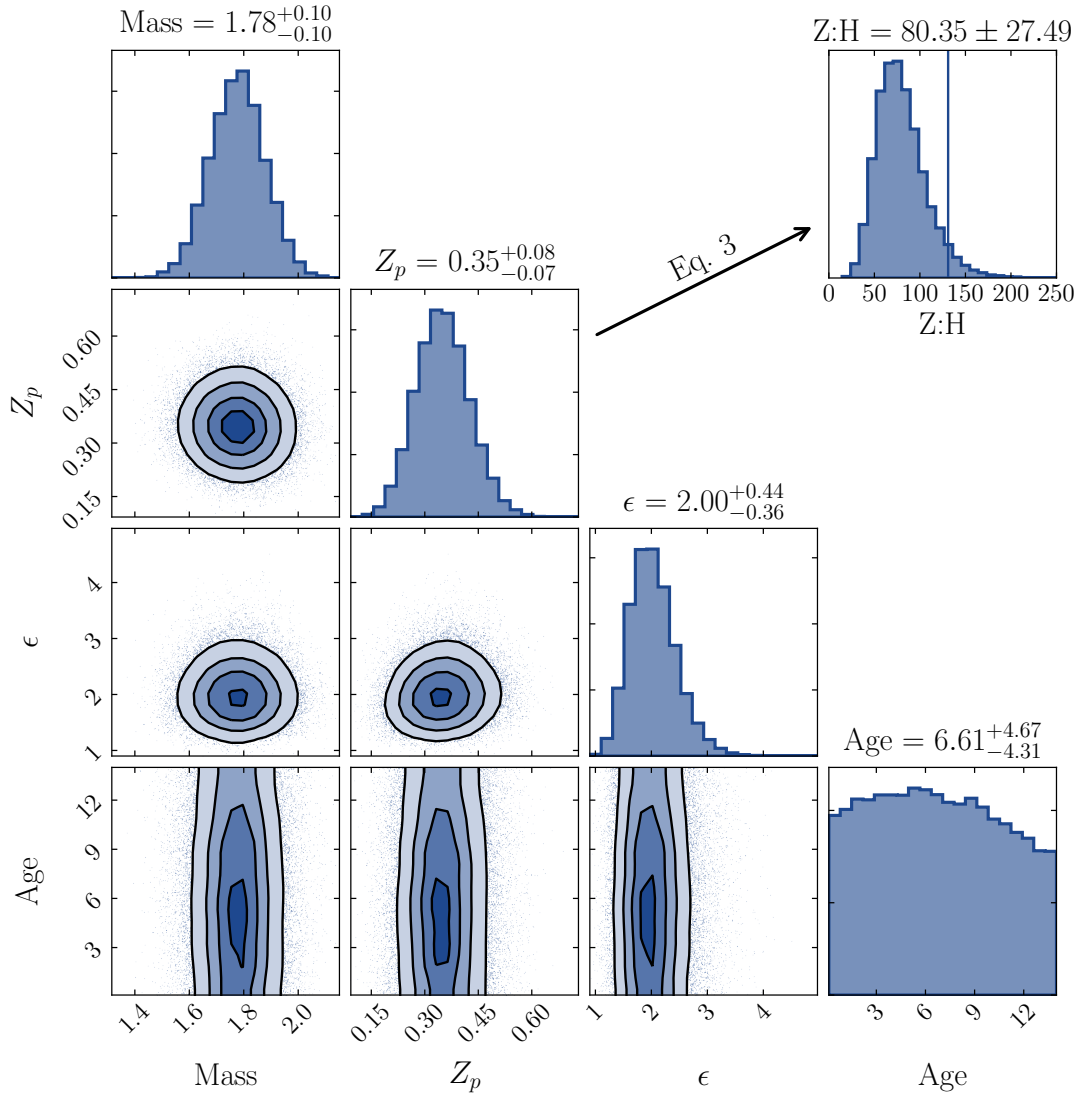 Mass = 1.78^{+0.10}_{-0.10}
Z:H = 80.35 ± 27.49
Z_p = 0.35^{+0.08}_{-0.07}
Eq. 3
0 50 100 150 200 250
Z:H
Z_p
0.60
0.45
0.30
0.15
ϵ = 2.00^{+0.44}_{-0.36}
ϵ
4
3
2
1
Age = 6.61^{+4.67}_{-4.31}
Age
12
9
6
3
1.4 1.6 1.8 2.0
0.15 0.30 0.45 0.60
1 2 3 4
3 6 9 12
Mass
Z_p
ϵ
Age